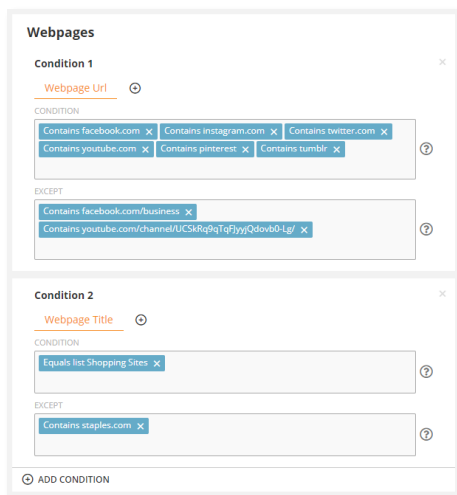 Webpages
Condition 1
Webpage Url
CONDITION
Contains facebook.com Contains instagram.com Contains twitter.com
Contains youtube.com Contains pinterest Contains tumblr
EXCEPT
Contains facebook.com/business
Contains youtube.com/channel/UCSkRq9qTqFJyyjQdovb0-Lg/
Condition 2
Webpage Title
CONDITION
Equals list Shopping Sites
EXCEPT
Contains staples.com
ADD CONDITION